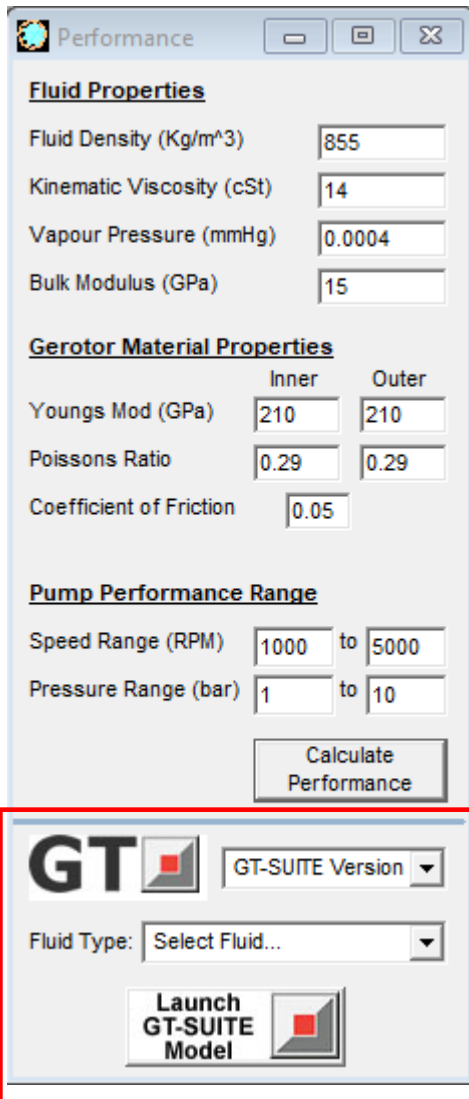 Performance
Fluid Properties
Fluid Density (Kg/m^3) 855
Kinematic Viscosity (cSt) 14
Vapour Pressure (mmHg) 0.0004
Bulk Modulus (GPa) 15
Gerotor Material Properties
Inner Outer
Youngs Mod (GPa) 210 210
Poissons Ratio 0.29 0.29
Coefficient of Friction 0.05
Pump Performance Range
Speed Range (RPM) 1000 to 5000
Pressure Range (bar) 1 to 10
Calculate
Performance
GT GT-SUITE Version
Fluid Type: Select Fluid...
Launch
GT-SUITE
Model